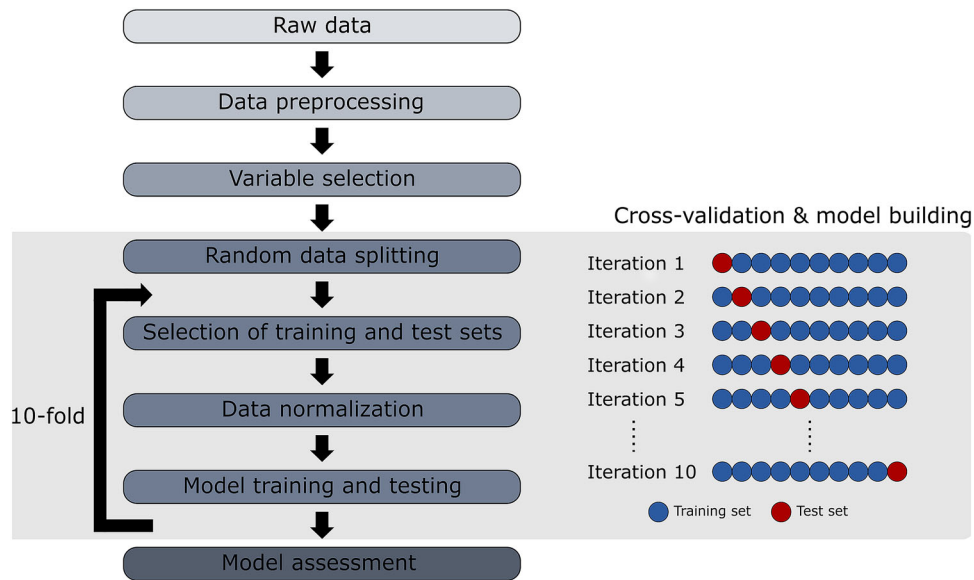 Raw data
Data preprocessing
Variable selection
Cross-validation & model building
Random data splitting
Selection of training and test sets
Data normalization
Model training and testing
Model assessment
10-fold
Iteration 1
Iteration 2
Iteration 3
Iteration 4
Iteration 5
Iteration 10
Training set
Test set